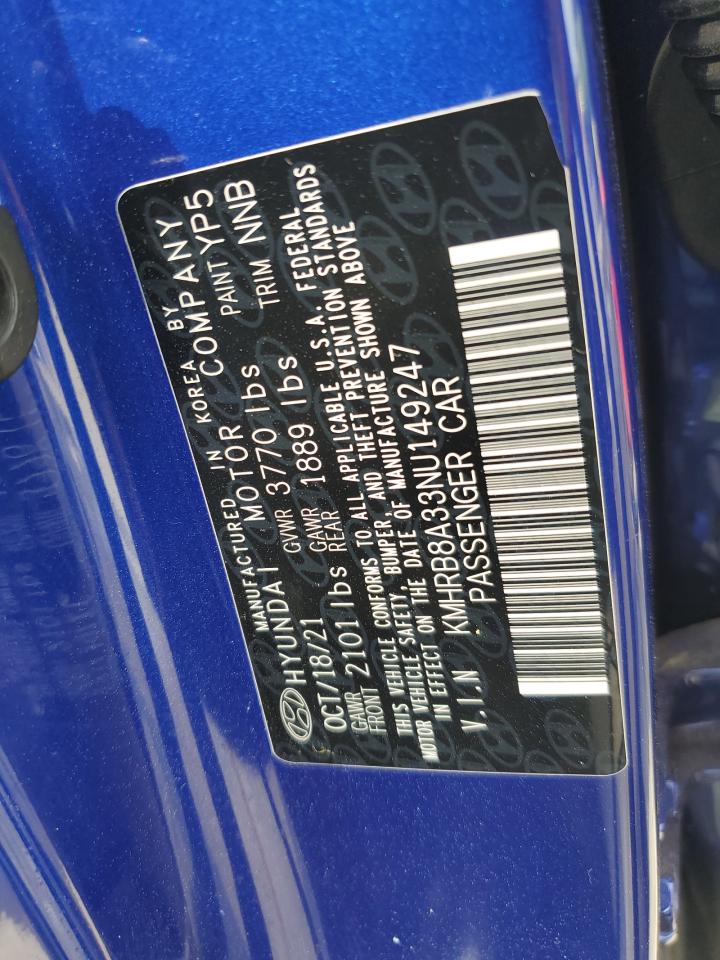 MANUFACTURED IN KOREA BY
HYUNDAI MOTOR COMPANY
OCT/18/21 GVWR 3770 lbs PAINT YP5
GAWR FRONT 2101 lbs GAWR REAR 1889 lbs TRIM NNB
THIS VEHICLE CONFORMS TO ALL APPLICABLE U.S.A. FEDERAL
MOTOR VEHICLE SAFETY, BUMPER, AND THEFT PREVENTION STANDARDS
IN EFFECT ON THE DATE OF MANUFACTURE SHOWN ABOVE
V.I.N KMHRB8A33NU149247
PASSENGER CAR